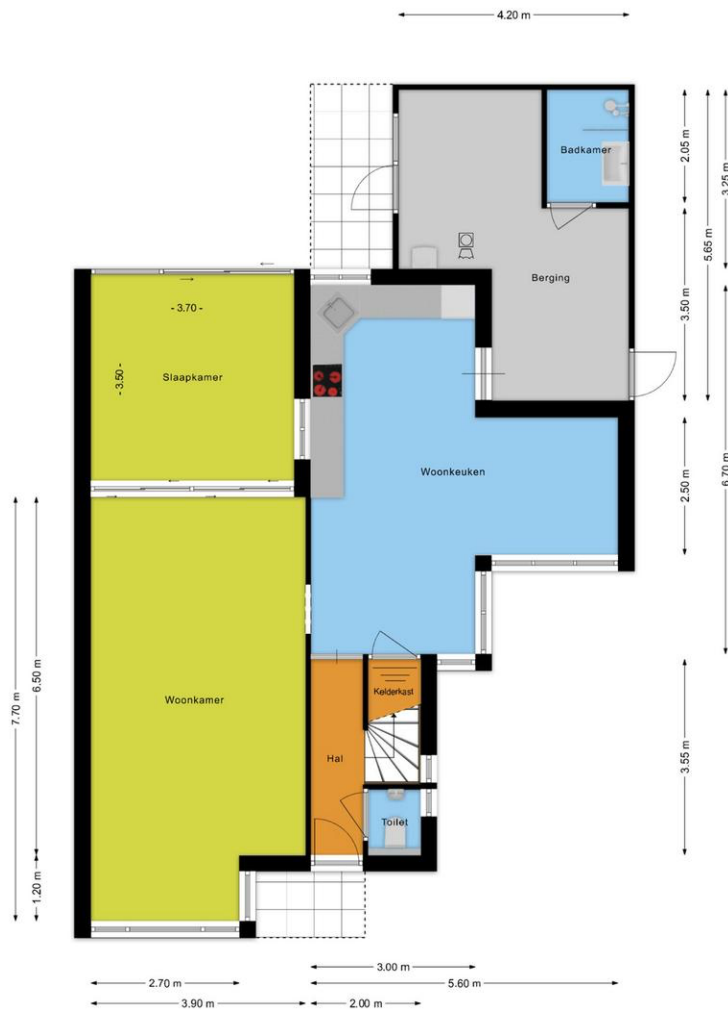 4.20 m
Badkamer
2.05 m
3.25 m
5.65 m
Berging
3.50 m
- 3.70 -
- 3.50 -
Slaapkamer
Woonkeuken
2.50 m
6.70 m
Woonkamer
6.50 m
7.70 m
Kelderkast
Hal
3.55 m
Toilet
1.20 m
3.00 m
2.70 m
5.60 m
3.90 m
2.00 m